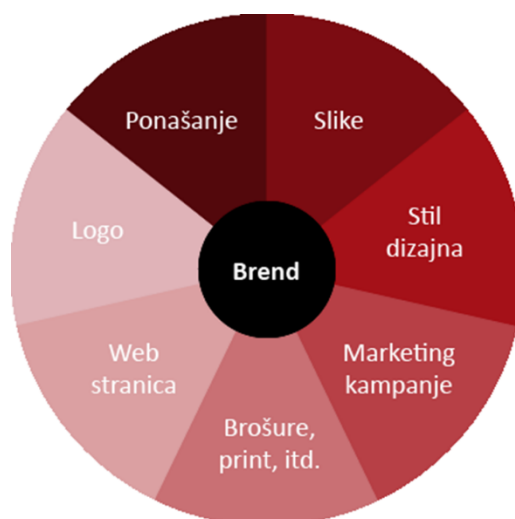 Ponašanje
Slike
Stil
dizajna
Marketing
kampanje
Brošure,
print, itd.
Web
stranica
Logo
Brend